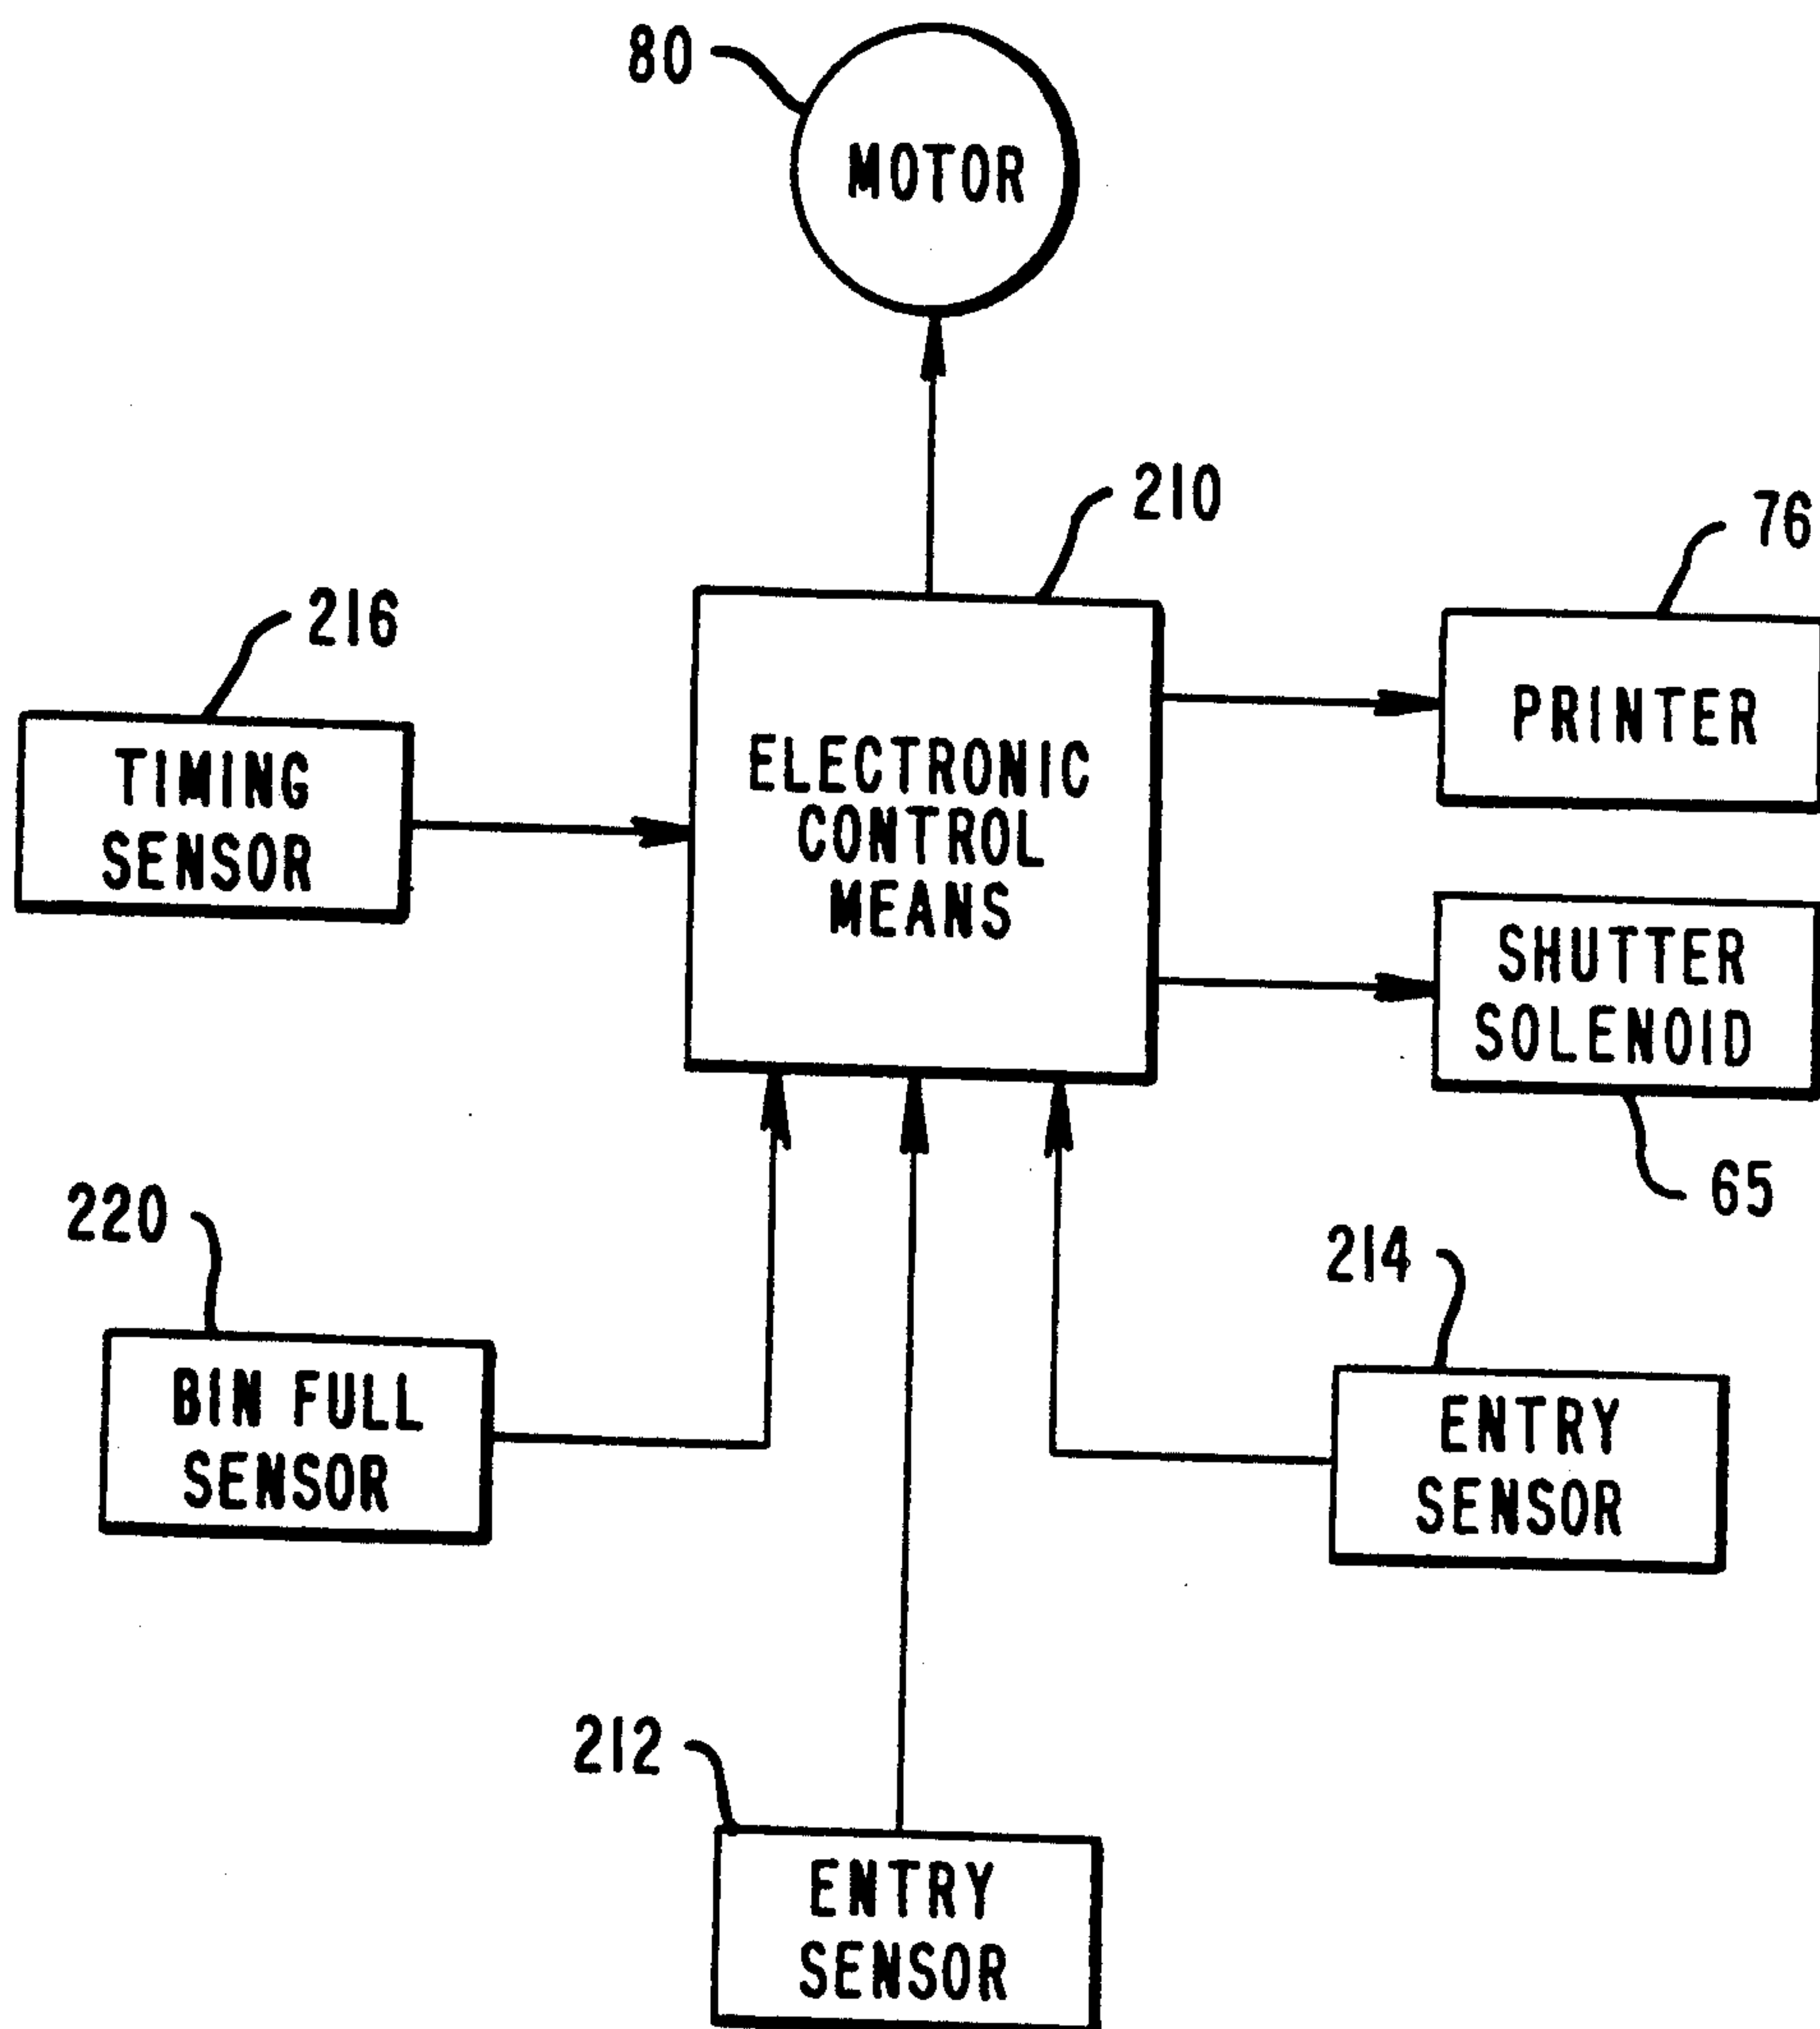 80
MOTOR
210
76
216
PRINTER
TIMING
SENSOR
ELECTRONIC
CONTROL
MEANS
SHUTTER
SOLENOID
65
220
214
BIN FULL
SENSOR
ENTRY
SENSOR
212
ENTRY
SENSOR